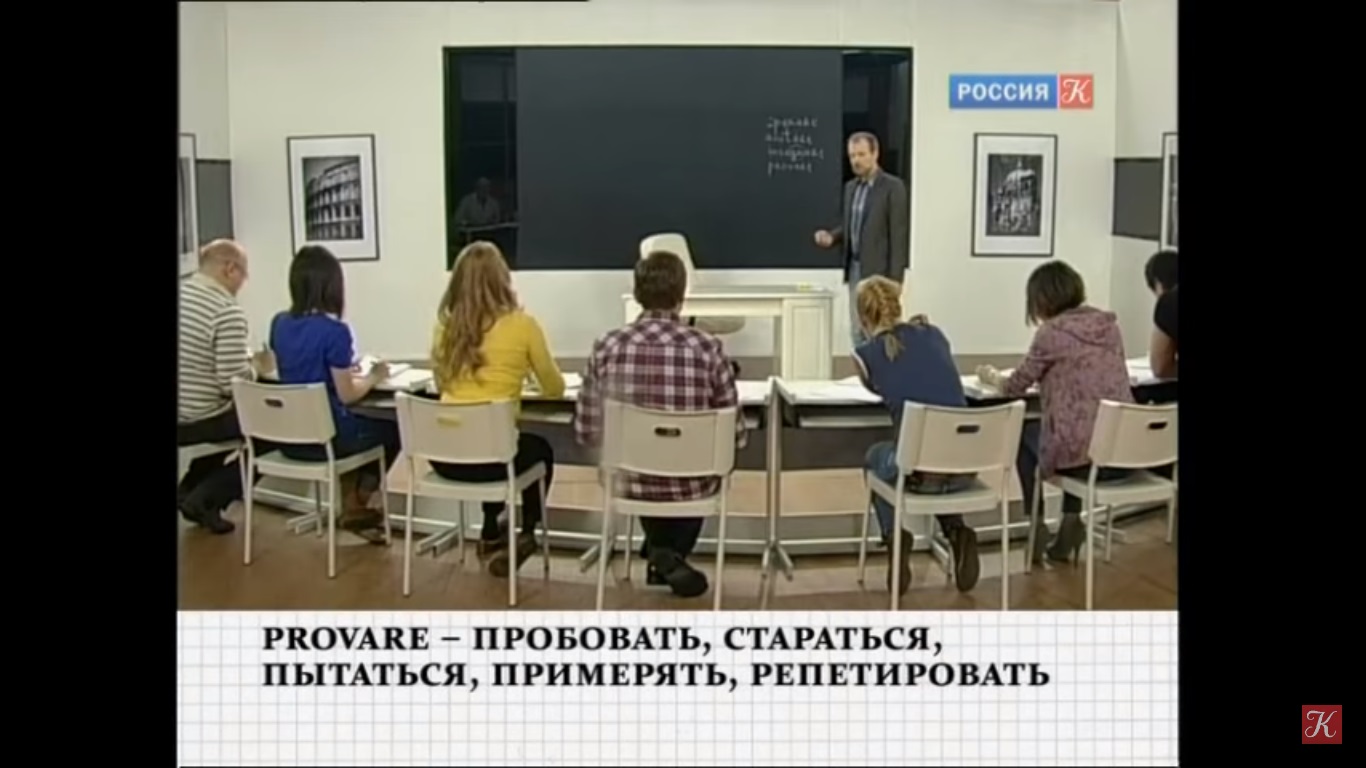 РОССИЯ К
PROVARE – ПРОБОВАТЬ, СТАРАТЬСЯ,
ПЫТАТЬСЯ, ПРИМЕРЯТЬ, РЕПЕТИРОВАТЬ
К